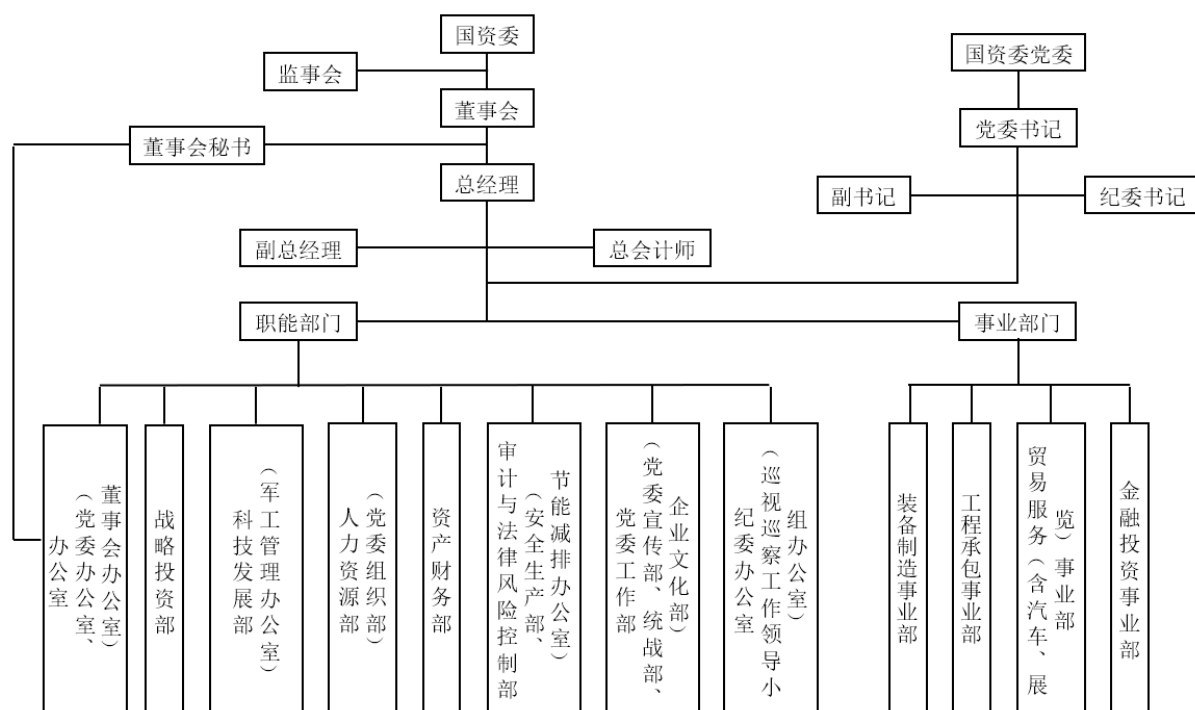 国资委
国资委党委
监事会
董事会
党委书记
董事会秘书
总经理
副书记
纪委书记
副总经理
总会计师
职能部门
事业部门
办公室
（党委办公室、
董事会办公室）
战略投资部
科技发展部
（军工管理办公室）
人力资源部
（党委组织部）
资产财务部
审计与法律风险控制部
（安全生产部、
节能减排办公室）
党委工作部
（党委宣传部、统战部、
企业文化部）
纪委办公室
（巡视巡察工作领导小
组办公室）
装备制造事业部
工程承包事业部
贸易服务（含汽车、展
览）事业部
金融投资事业部